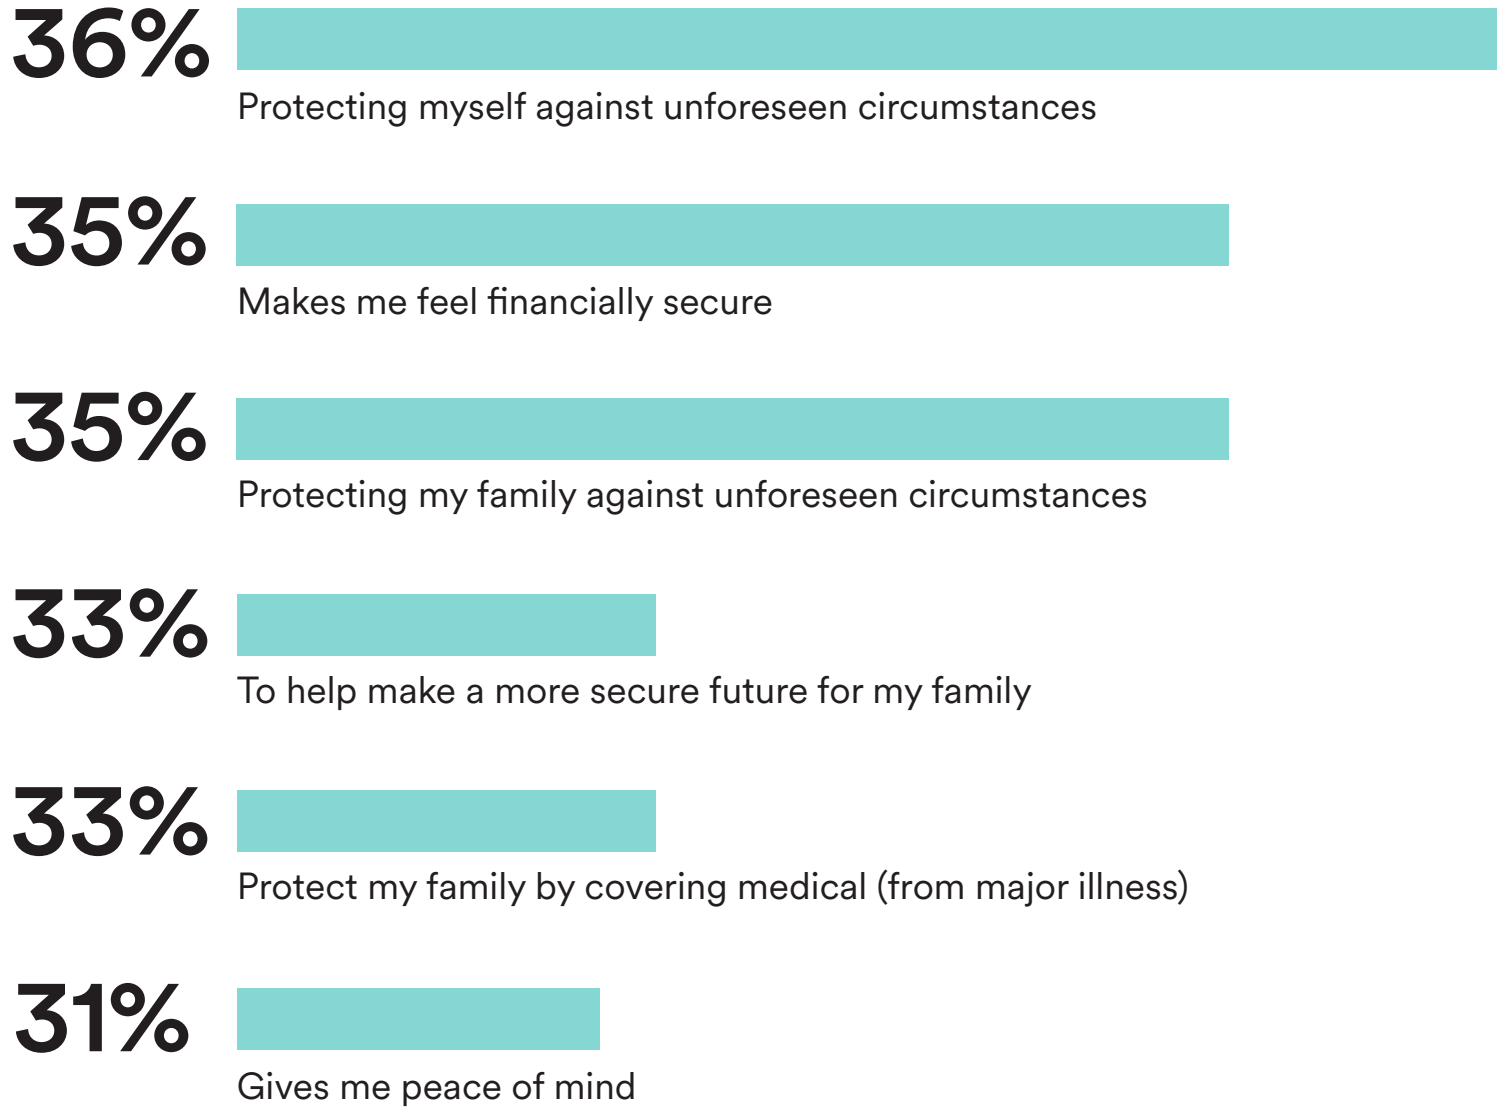 36%
Protecting myself against unforeseen circumstances
35%
Makes me feel financially secure
35%
Protecting my family against unforeseen circumstances
33%
To help make a more secure future for my family
33%
Protect my family by covering medical (from major illness)
31%
Gives me peace of mind